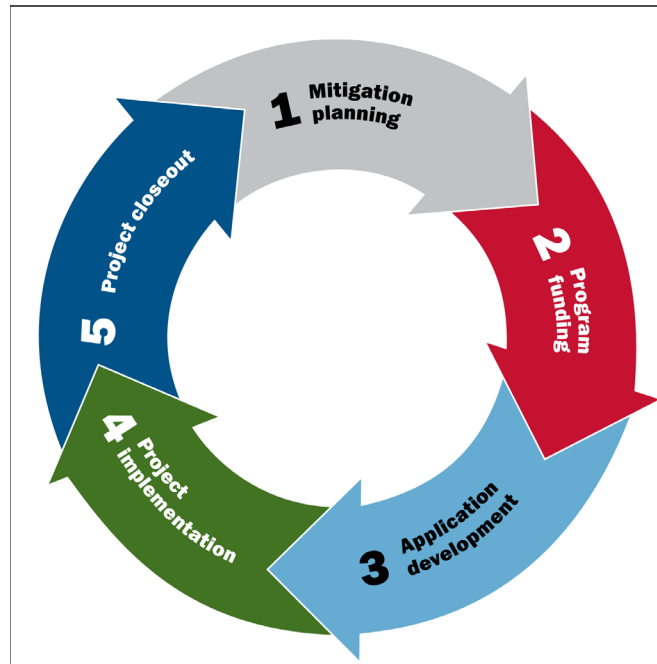 1 Mitigation
planning
2 Program
funding
3 Application
development
4 Project
implementation
5 Project closeout